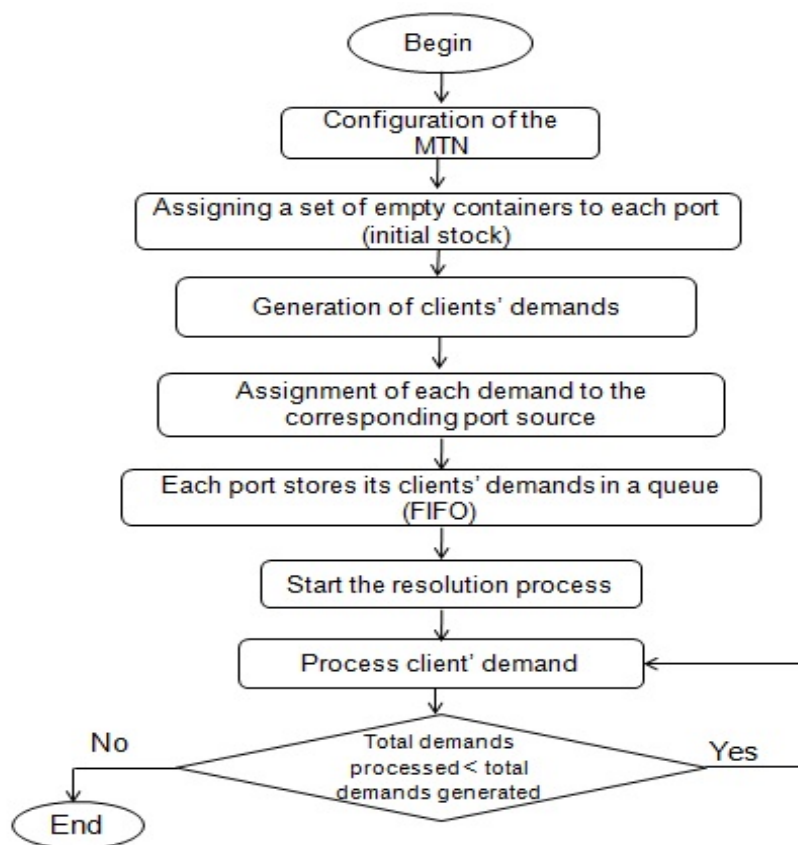 Begin
Configuration of the
MTN
Assigning a set of empty containers to each port
(initial stock)
Generation of clients' demands
Assignment of each demand to the
corresponding port source
Each port stores its clients' demands in a queue
(FIFO)
Start the resolution process
Process client' demand
No
Total demands
processed < total
demands generated
Yes
End